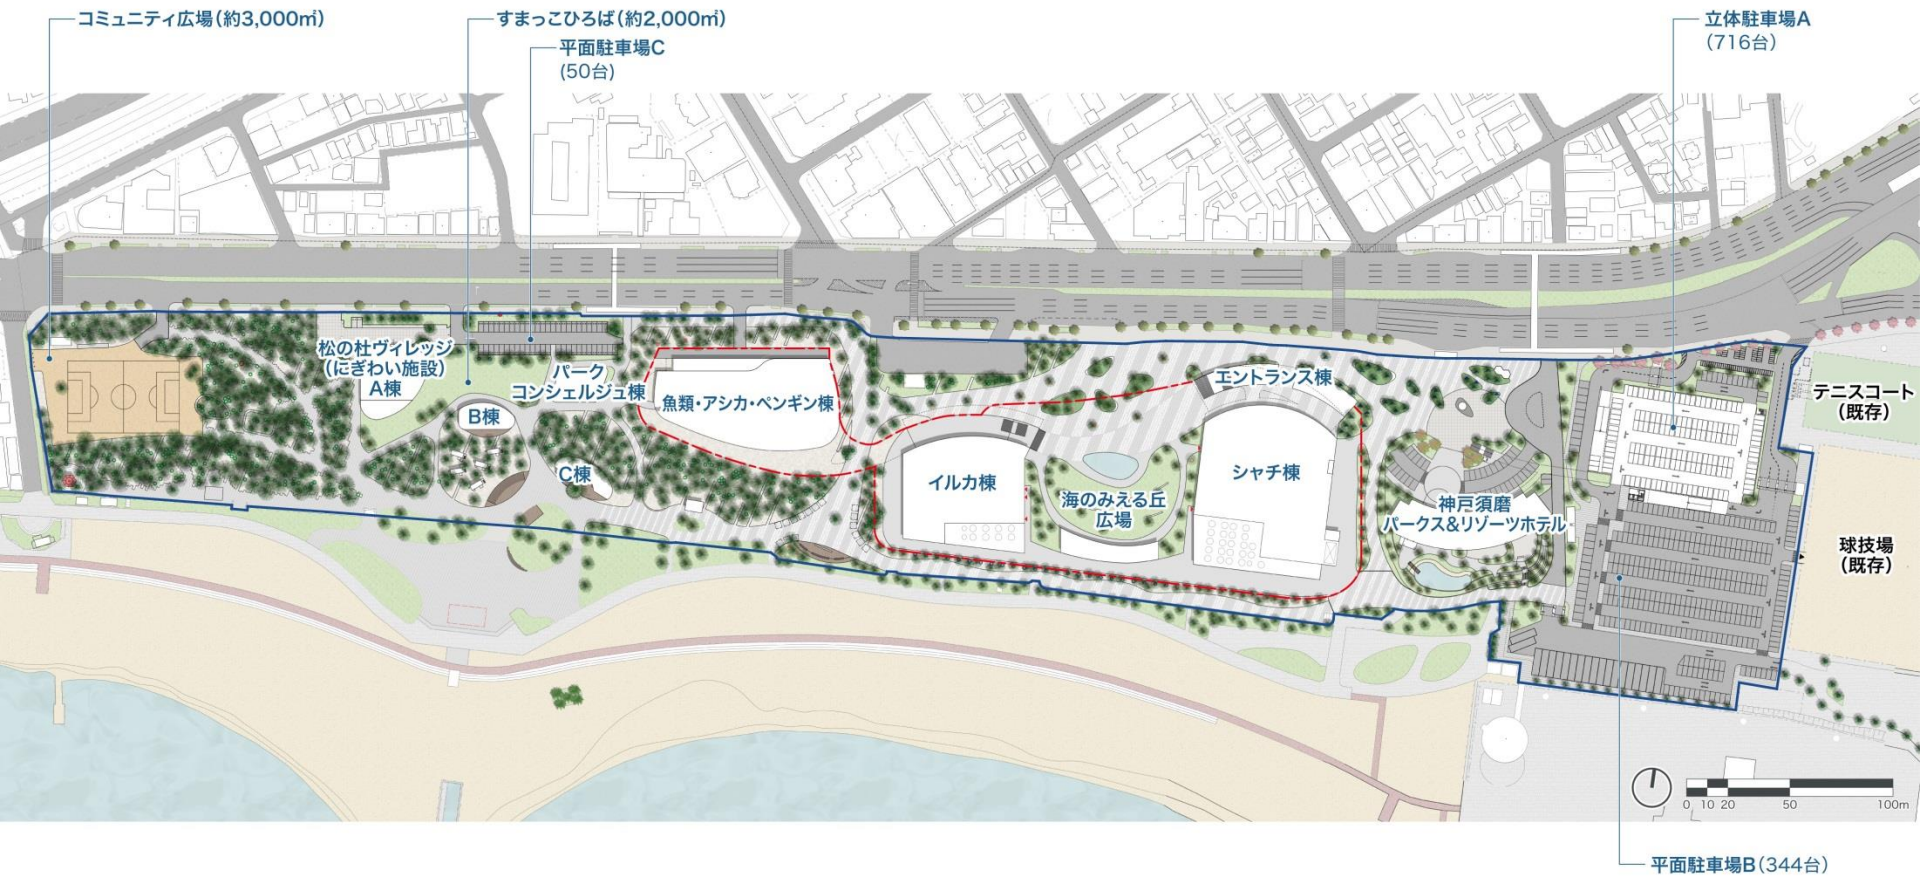 コミュニティ広場(約3,000㎡)
すまっこひろば(約2,000㎡)
平面駐車場C
(50台)
立体駐車場A
(716台)
松の杜ヴィレッジ
(にぎわい施設)
A棟
パーク
コンシェルジュ棟
B棟
C棟
魚類・アシカ・ペンギン棟
エントランス棟
イルカ棟
海のみえる丘
広場
シャチ棟
神戸須磨
パークス&リゾーツホテル
テニスコート
(既存)
球技場
(既存)
0 10 20 50 100m
平面駐車場B(344台)